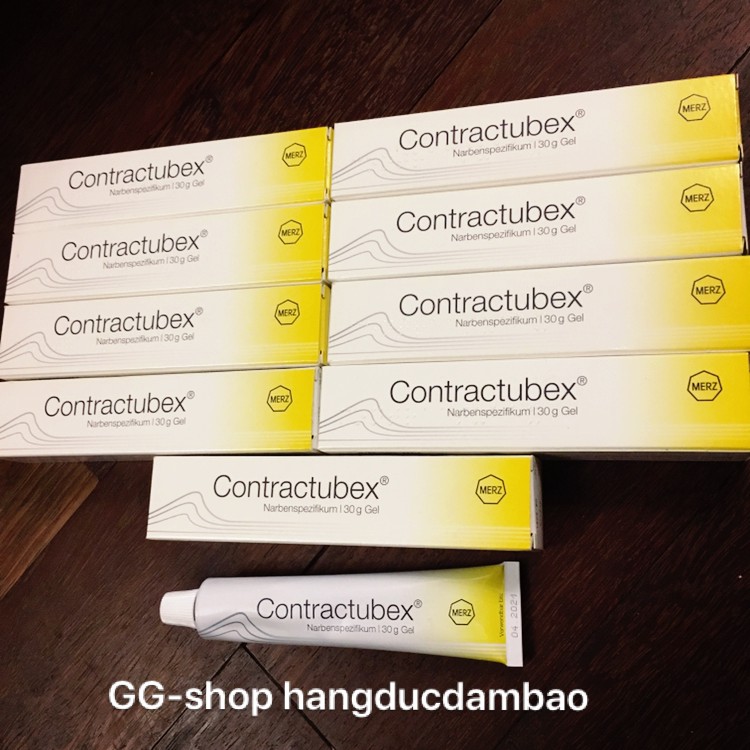 Contractubex®
Narbenspezifikum | 30 g Gel
MERZ
Contractubex®
Narbenspezifikum | 30 g Gel
MERZ
Contractubex®
Narbenspezifikum | 30 g Gel
MERZ
Contractubex®
Narbenspezifikum | 30 g Gel
MERZ
Contractubex®
Narbenspezifikum | 30 g Gel
MERZ
Contractubex®
Narbenspezifikum | 30 g Gel
MERZ
Contractubex®
Narbenspezifikum | 30 g Gel
MERZ
Contractubex®
Narbenspezifikum | 30 g Gel
MERZ
Contractubex®
Narbenspezifikum | 30 g Gel
MERZ
Contractubex®
Narbenspezifikum | 30 g Gel
MERZ
Verwendbar bis:
04 2021
GG-shop hangducdambao